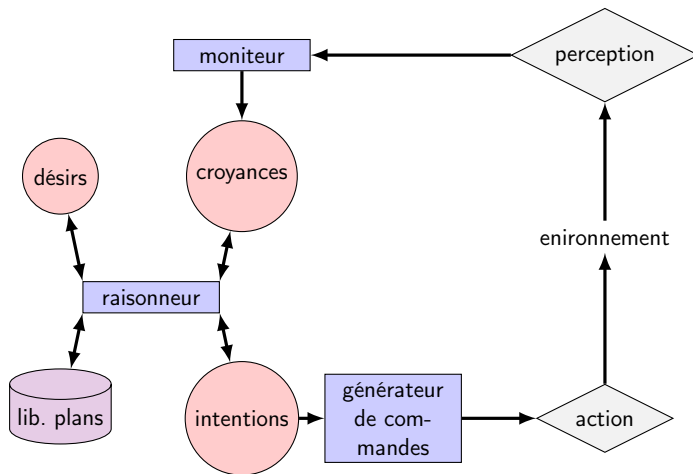 moniteur
perception
désirs
croyances
enironnement
raisonneur
lib. plans
intentions
générateur
de com-
mandes
action